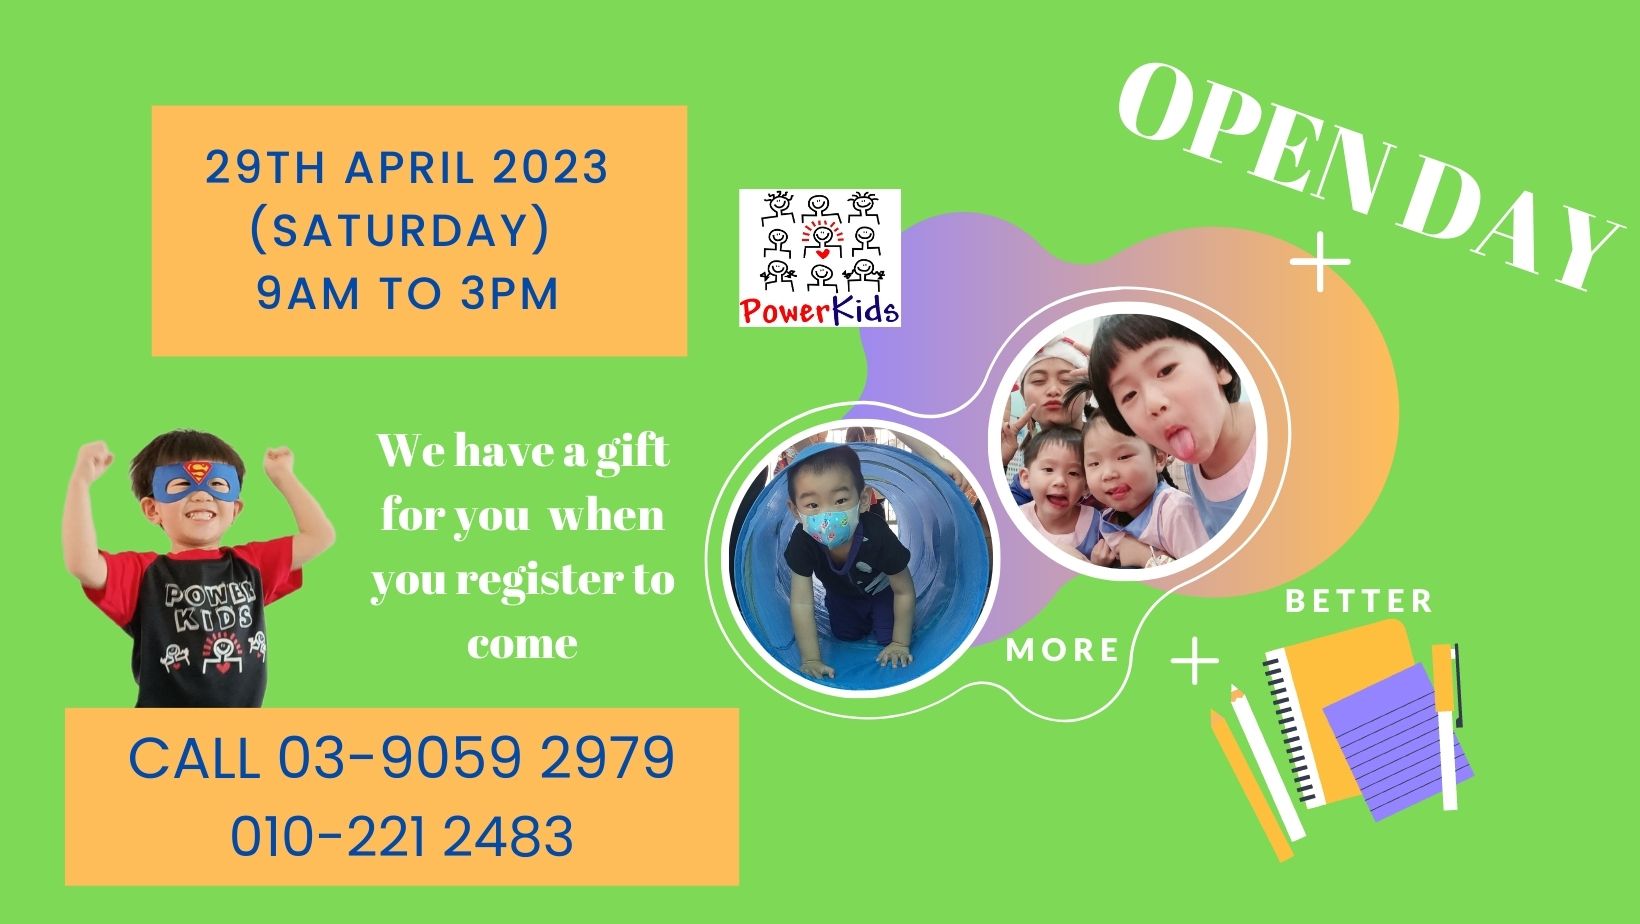 OPEN DAY
29TH APRIL 2023
(SATURDAY)
9AM TO 3PM
PowerKids
We have a gift
for you when
you register to
come
POWER
KIDS
MORE
BETTER
CALL 03-9059 2979
010-221 2483